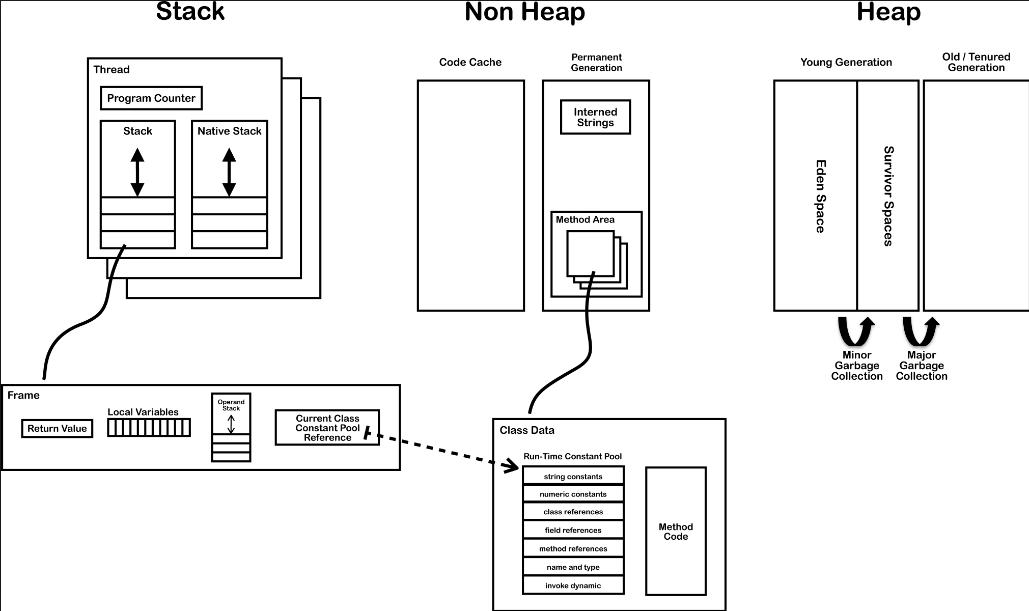 Stack
Non Heap
Heap
Thread
Program Counter
Stack
Native Stack
Code Cache
Permanent
Generation
Interned
Strings
Method Area
Young Generation
Old / Tenured
Generation
Eden Space
Survivor Spaces
Minor
Garbage
Collection
Major
Garbage
Collection
Frame
Return Value
Local Variables
Operand
Stack
Current Class
Constant Pool
Reference
Class Data
Run-Time Constant Pool
string constants
numeric constants
class references
field references
method references
name and type
invoke dynamic
Method
Code